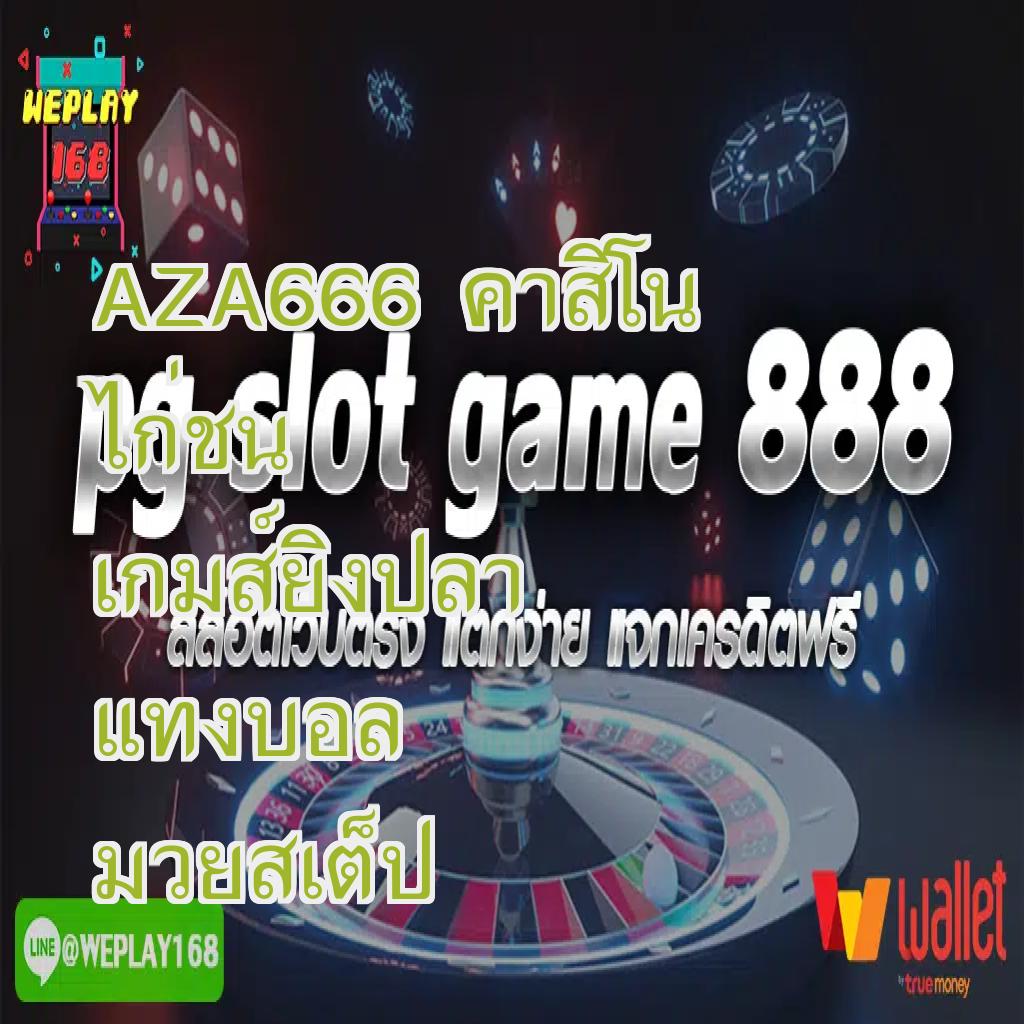 WEPLAY
168
AZA666 คาสิโน
pg slot game 888
ไก่ชน
เกมส์ยิงปลา
สล็อตเว็บตรง แตกง่าย แจกเครดิตฟรี
แทงบอล
มวยสเต็ป
LINE @WEPLAY168
wallet
by truemoney